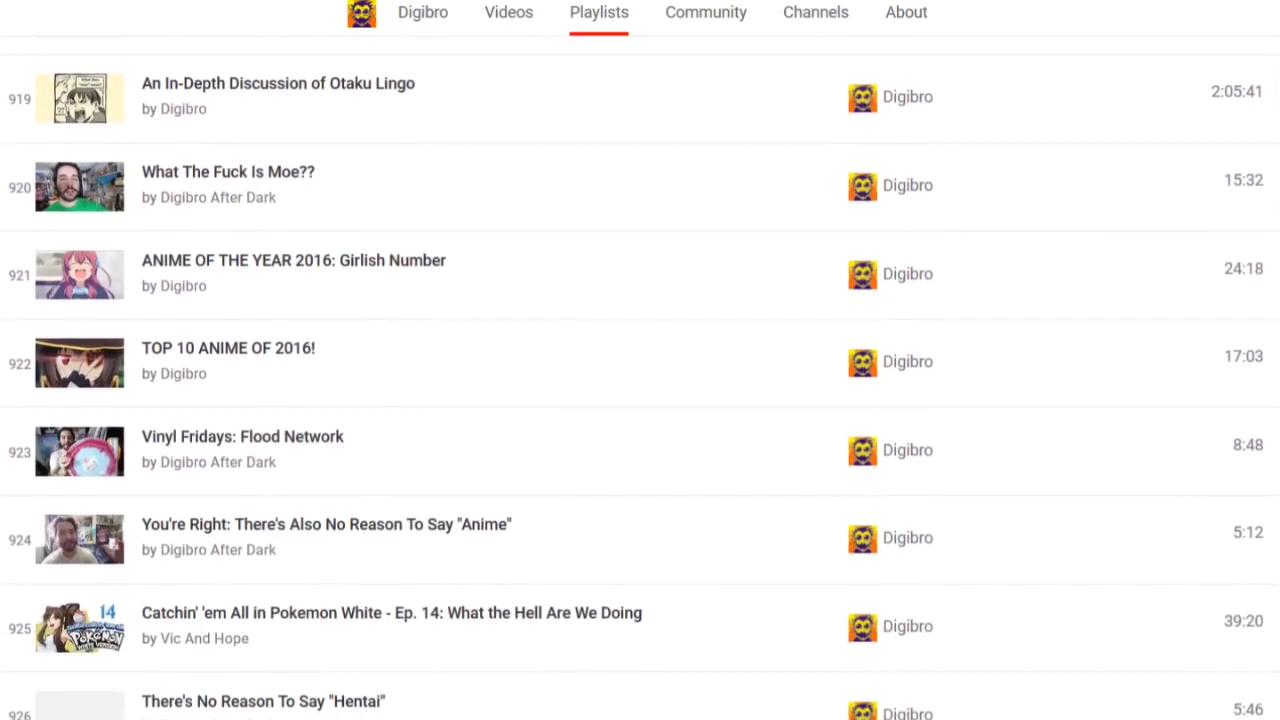 Digibro Videos Playlists Community Channels About
919
An In-Depth Discussion of Otaku Lingo
by Digibro
Digibro
2:05:41
920
What The Fuck Is Moe??
by Digibro After Dark
Digibro
15:32
921
ANIME OF THE YEAR 2016: Girlish Number
by Digibro
Digibro
24:18
922
TOP 10 ANIME OF 2016!
by Digibro
Digibro
17:03
923
Vinyl Fridays: Flood Network
by Digibro After Dark
Digibro
8:48
924
You're Right: There's Also No Reason To Say "Anime"
by Digibro After Dark
Digibro
5:12
925
14
POKéMON
WHITE VERSION
Catchin' 'em All in Pokemon White - Ep. 14: What the Hell Are We Doing
by Vic And Hope
Digibro
39:20
926
There's No Reason To Say "Hentai"
Digibro
5:46